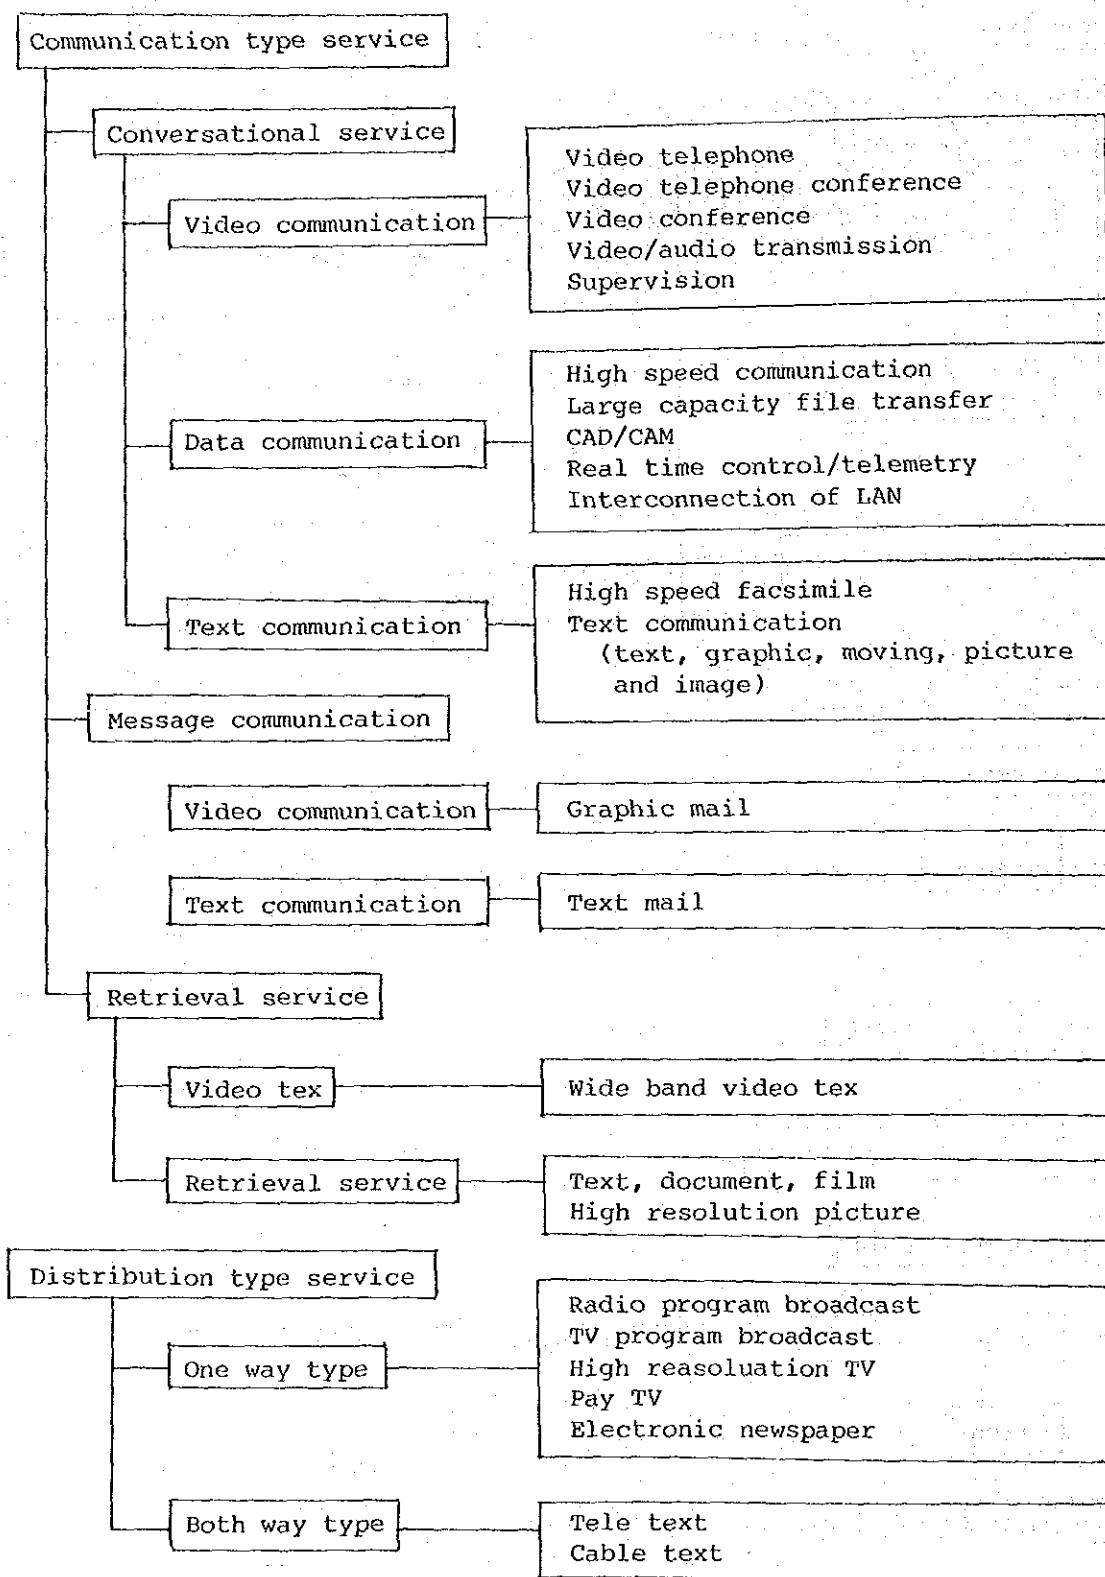 Communication type service
Conversational service
Video communication
Video telephone
Video telephone conference
Video conference
Video/audio transmission
Supervision
Data communication
High speed communication
Large capacity file transfer
CAD/CAM
Real time control/telemetry
Interconnection of LAN
Text communication
High speed facsimile
Text communication
(text, graphic, moving, picture
and image)
Message communication
Video communication
Graphic mail
Text communication
Text mail
Retrieval service
Video tex
Wide band video tex
Retrieval service
Text, document, film
High resolution picture
Distribution type service
One way type
Radio program broadcast
TV program broadcast
High reasoluation TV
Pay TV
Electronic newspaper
Both way type
Tele text
Cable text